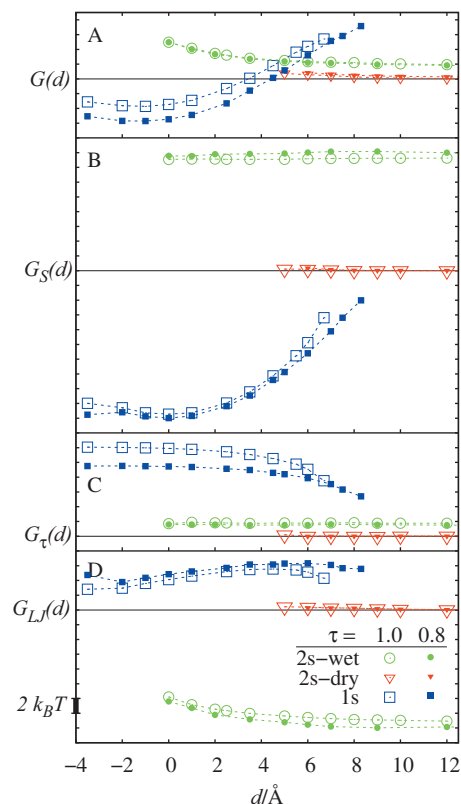 A
G(d)
B
G_S(d)
C
G_τ(d)
D
G_LJ(d)
τ = 1.0 0.8
2s−wet
2s−dry
1s
2 k_BT
−4 −2 0 2 4 6 8 10 12
d/Å